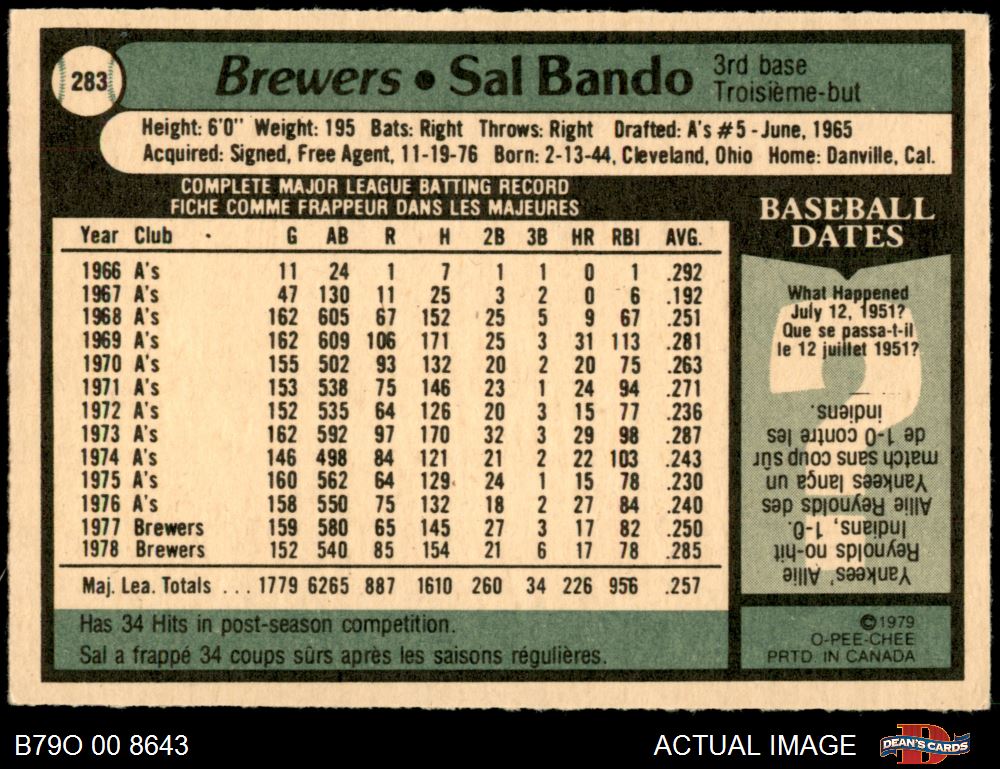 283
Brewers • Sal Bando
3rd base
Troisième-but
Height: 6'0" Weight: 195 Bats: Right Throws: Right Drafted: A's #5 - June, 1965
Acquired: Signed, Free Agent, 11-19-76 Born: 2-13-44, Cleveland, Ohio Home: Danville, Cal.
COMPLETE MAJOR LEAGUE BATTING RECORD
FICHE COMME FRAPPEUR DANS LES MAJEURES
Year Club G AB R H 2B 3B HR RBI AVG.
1966 A's 11 24 1 7 1 1 0 1 .292
1967 A's 47 130 11 25 3 2 0 6 .192
1968 A's 162 605 67 152 25 5 9 67 .251
1969 A's 162 609 106 171 25 3 31 113 .281
1970 A's 155 502 93 132 20 2 20 75 .263
1971 A's 153 538 75 146 23 1 24 94 .271
1972 A's 152 535 64 126 20 3 15 77 .236
1973 A's 162 592 97 170 32 3 29 98 .287
1974 A's 146 498 84 121 21 2 22 103 .243
1975 A's 160 562 64 129 24 1 15 78 .230
1976 A's 158 550 75 132 18 2 27 84 .240
1977 Brewers 159 580 65 145 27 3 17 82 .250
1978 Brewers 152 540 85 154 21 6 17 78 .285
Maj. Lea. Totals ... 1779 6265 887 1610 260 34 226 956 .257
Has 34 Hits in post-season competition.
Sal a frappé 34 coups sûrs après les saisons régulières.
BASEBALL
DATES
What Happened
July 12, 1951?
Que se passa-t-il
le 12 juillet 1951?
Yankees' Allie
Reynolds no-hit
Indians, 1-0.
Allie Reynolds des
Yankees lança un
match sans coup sûs
de 1-0 contre les
indiens.
©1979
O-PEE-CHEE
PRTD. IN CANADA
B79O 00 8643
ACTUAL IMAGE
DEAN'S CARDS